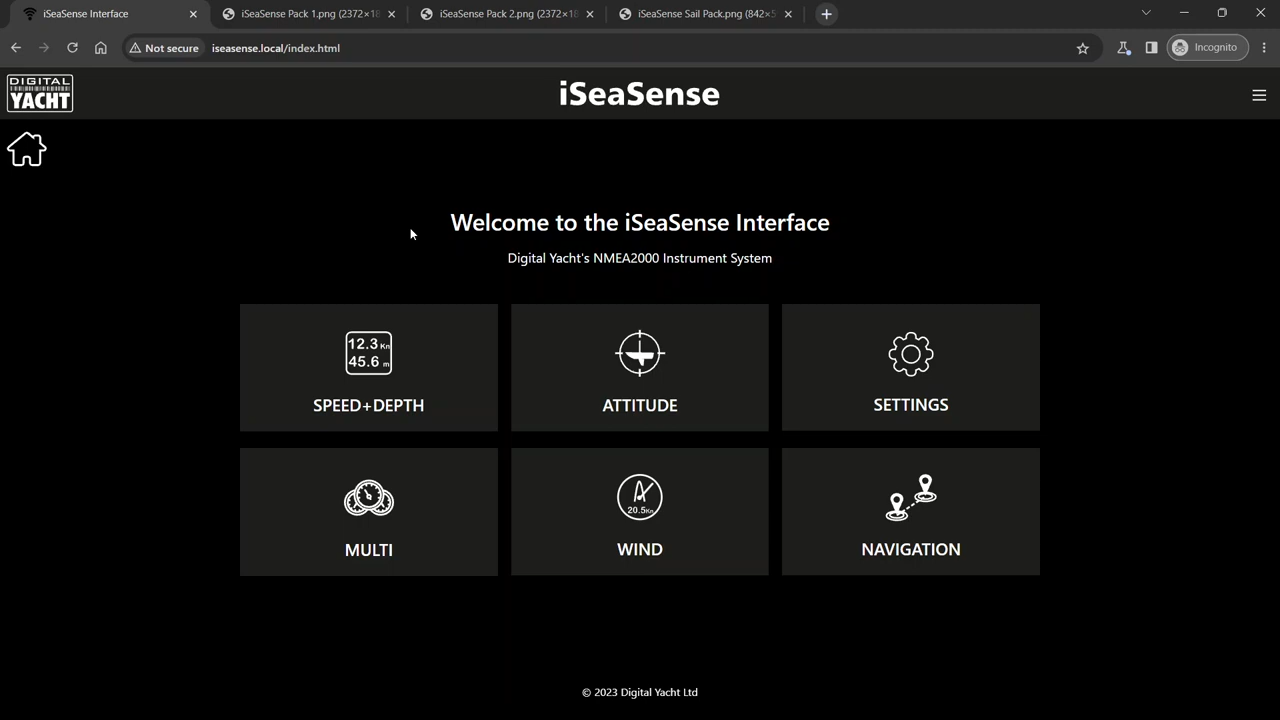 iSeaSense Interface
iSeaSense Pack 1.png (2372×18
iSeaSense Pack 2.png (2372×18
iSeaSense Sail Pack.png (842×5
Not secure
iseasense.local/index.html
Incognito
DIGITAL
YACHT
iSeaSense
Welcome to the iSeaSense Interface
Digital Yacht's NMEA2000 Instrument System
12.3 Kn
45.6 m
SPEED+DEPTH
ATTITUDE
SETTINGS
MULTI
20.5Kn
WIND
NAVIGATION
© 2023 Digital Yacht Ltd